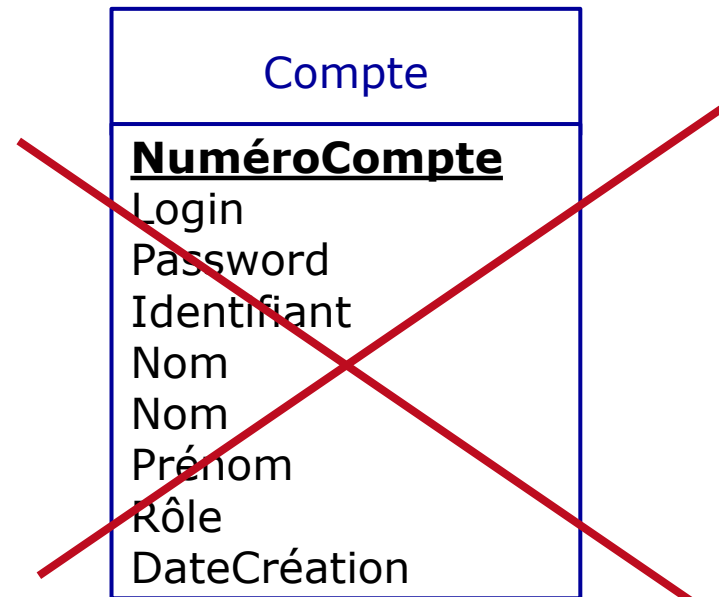 Compte
NuméroCompte
Login
Password
Identifiant
Nom
Nom
Prénom
Rôle
DateCréation